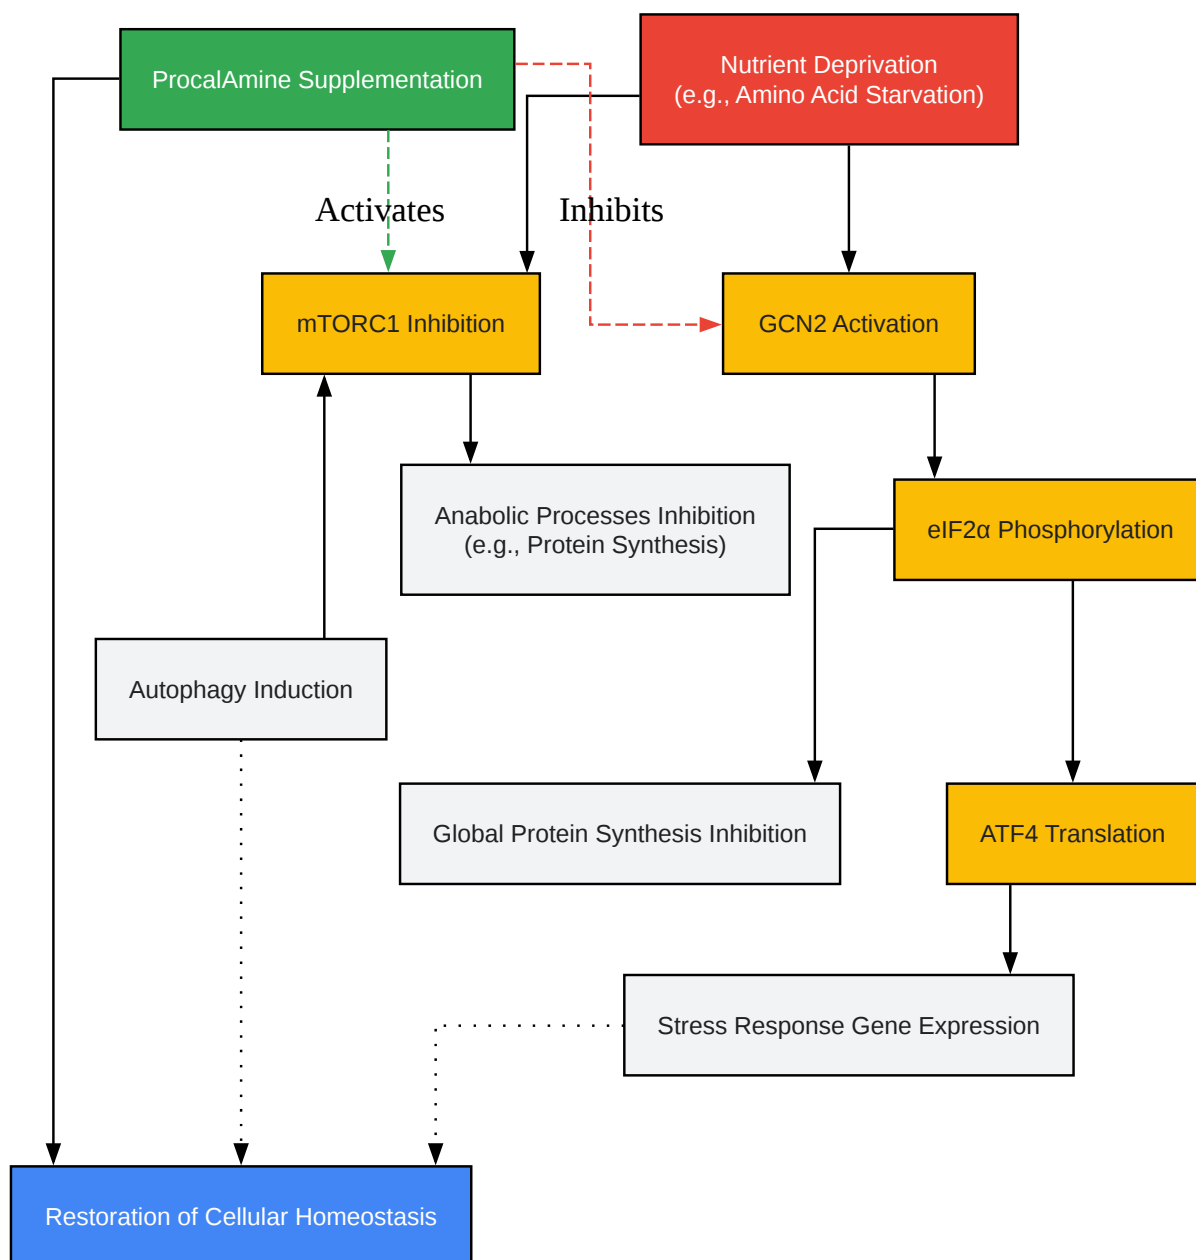 ProcalAmine Supplementation
Nutrient Deprivation
(e.g., Amino Acid Starvation)
Activates
Inhibits
mTORC1 Inhibition
GCN2 Activation
Anabolic Processes Inhibition
(e.g., Protein Synthesis)
eIF2α Phosphorylation
Autophagy Induction
Global Protein Synthesis Inhibition
ATF4 Translation
Stress Response Gene Expression
Restoration of Cellular Homeostasis